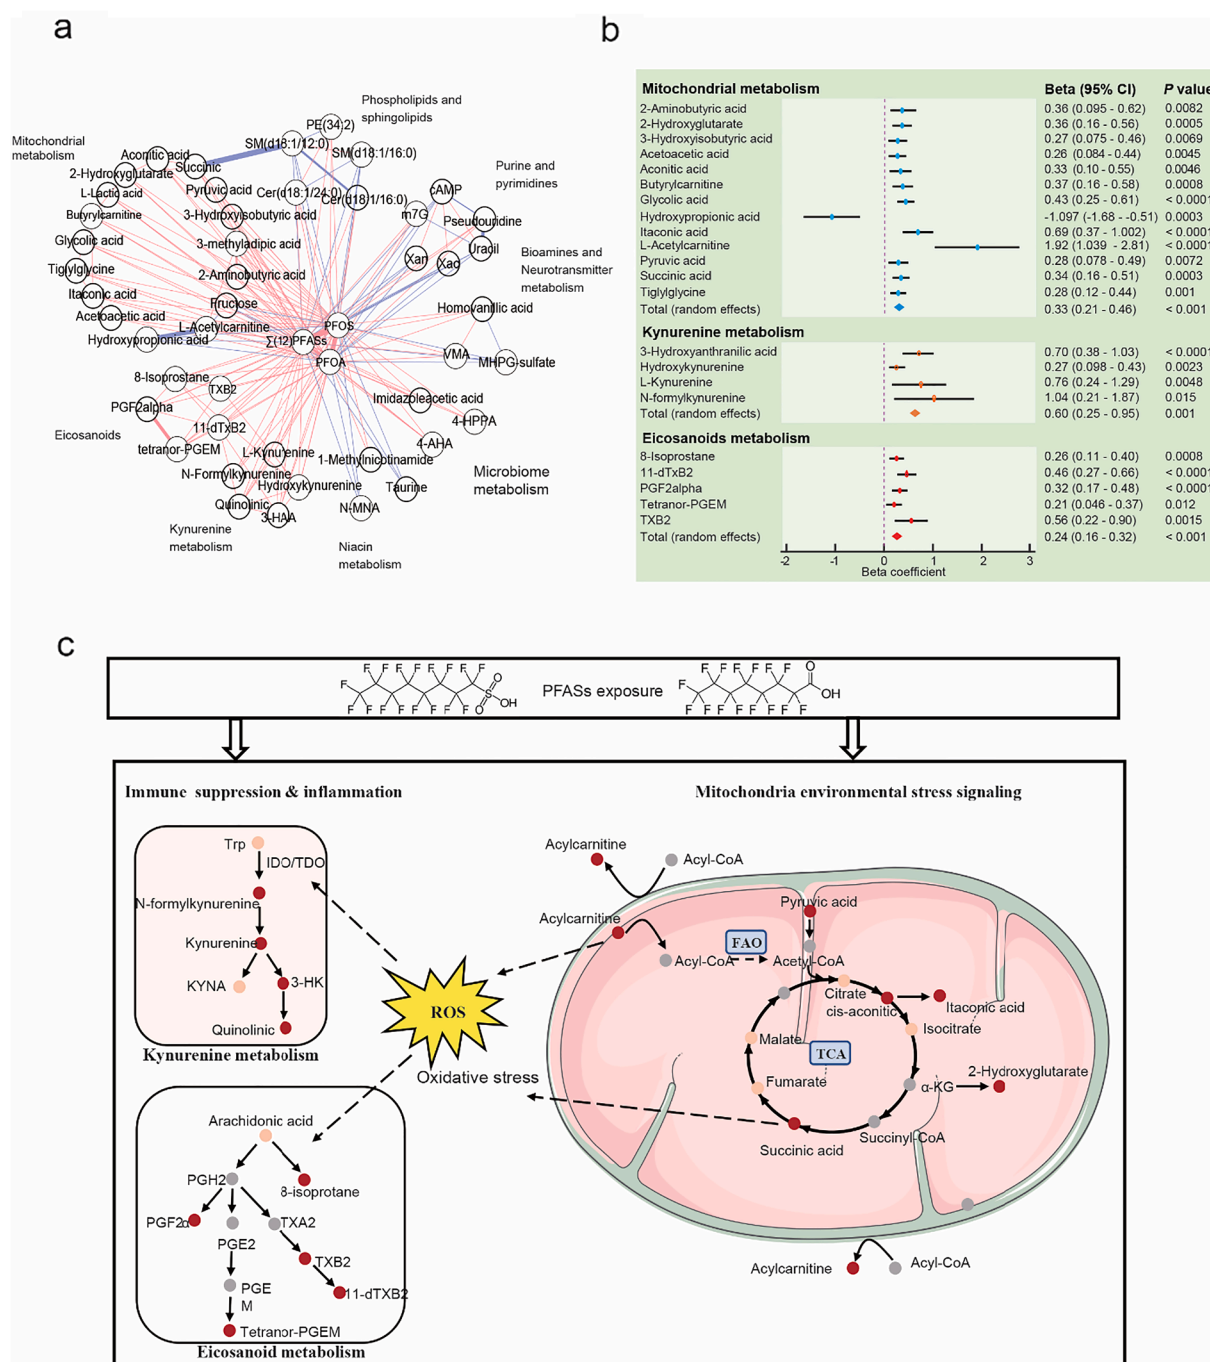 a
Phospholipids and
sphingolipids
PE(34:2)
SM(d18:1/12:0)
SM(d18:1/16:0)
Mitochondrial
metabolism
Aconitic acid
Succinic
2-Hydroxyglutarate
L-Lactic acid
Pyruvic acid
Cer(d18:1/24:0)
Cer(d18:1/16:0)
Purine and
pyrimidines
cAMP
Butyrylcarnitine
3-Hydroxyisobutyric acid
m7G
Pseudouridine
Glycolic acid
3-methyladipic acid
Uracil
Xan
Xao
Bioamines and
Neurotransmitter
metabolism
Tiglylglycine
2-Aminobutyric acid
Itaconic acid
Fructose
Homovanillic acid
Acetoacetic acid
L-Acetylcarnitine
PFOS
Hydroxypropionic acid
∑(12)PFASs
PFOA
VMA
MHPG-sulfate
8-Isoprostane
TXB2
PGF2alpha
Imidazoleacetic acid
11-dTxB2
4-HPPA
Eicosanoids
tetranor-PGEM
L-Kynurenine
4-AHA
1-Methylnicotinamide
N-Formylkynurenine
Hydroxykynurenine
Taurine
Microbiome
metabolism
Quinolinic
3-HAA
N-MNA
Kynurenine
metabolism
Niacin
metabolism
b
Mitochondrial metabolism Beta (95% CI) P value
2-Aminobutyric acid 0.36 (0.095 - 0.62) 0.0082
2-Hydroxyglutarate 0.36 (0.16 - 0.56) 0.0005
3-Hydroxyisobutyric acid 0.27 (0.075 - 0.46) 0.0069
Acetoacetic acid 0.26 (0.084 - 0.44) 0.0045
Aconitic acid 0.33 (0.10 - 0.55) 0.0046
Butyrylcarnitine 0.37 (0.16 - 0.58) 0.0008
Glycolic acid 0.43 (0.25 - 0.61) < 0.0001
Hydroxypropionic acid -1.097 (-1.68 - -0.51) 0.0003
Itaconic acid 0.69 (0.37 - 1.002) < 0.0001
L-Acetylcarnitine 1.92 (1.039 - 2.81) < 0.0001
Pyruvic acid 0.28 (0.078 - 0.49) 0.0072
Succinic acid 0.34 (0.16 - 0.51) 0.0003
Tiglylglycine 0.28 (0.12 - 0.44) 0.001
Total (random effects) 0.33 (0.21 - 0.46) < 0.001
Kynurenine metabolism
3-Hydroxyanthranilic acid 0.70 (0.38 - 1.03) < 0.0001
Hydroxykynurenine 0.27 (0.098 - 0.43) 0.0023
L-Kynurenine 0.76 (0.24 - 1.29) 0.0048
N-formylkynurenine 1.04 (0.21 - 1.87) 0.015
Total (random effects) 0.60 (0.25 - 0.95) 0.001
Eicosanoids metabolism
8-Isoprostane 0.26 (0.11 - 0.40) 0.0008
11-dTxB2 0.46 (0.27 - 0.66) < 0.0001
PGF2alpha 0.32 (0.17 - 0.48) < 0.0001
Tetranor-PGEM 0.21 (0.046 - 0.37) 0.012
TXB2 0.56 (0.22 - 0.90) 0.0015
Total (random effects) 0.24 (0.16 - 0.32) < 0.001
-2 -1 0 1 2 3
Beta coefficient
c
F F F F F F F F
F F F F F F F F F
S O O OH
PFASs exposure
F F F F F F
F F F F F F F F F
O OH
Immune suppression & inflammation
Mitochondria environmental stress signaling
Trp
IDO/TDO
N-formylkynurenine
Kynurenine
KYNA
3-HK
Quinolinic
Kynurenine metabolism
ROS
Oxidative stress
Arachidonic acid
PGH2
8-isoprotane
PGF2α
TXA2
PGE2
TXB2
PGE
M
11-dTXB2
Tetranor-PGEM
Eicosanoid metabolism
Acylcarnitine
Acyl-CoA
Acylcarnitine
Acyl-CoA
FAO
Pyruvic acid
Acetyl-CoA
Citrate
cis-aconitic
Itaconic acid
Isocitrate
Malate
TCA
2-Hydroxyglutarate
Fumarate
α-KG
Succinyl-CoA
Succinic acid
Acylcarnitine
Acyl-CoA